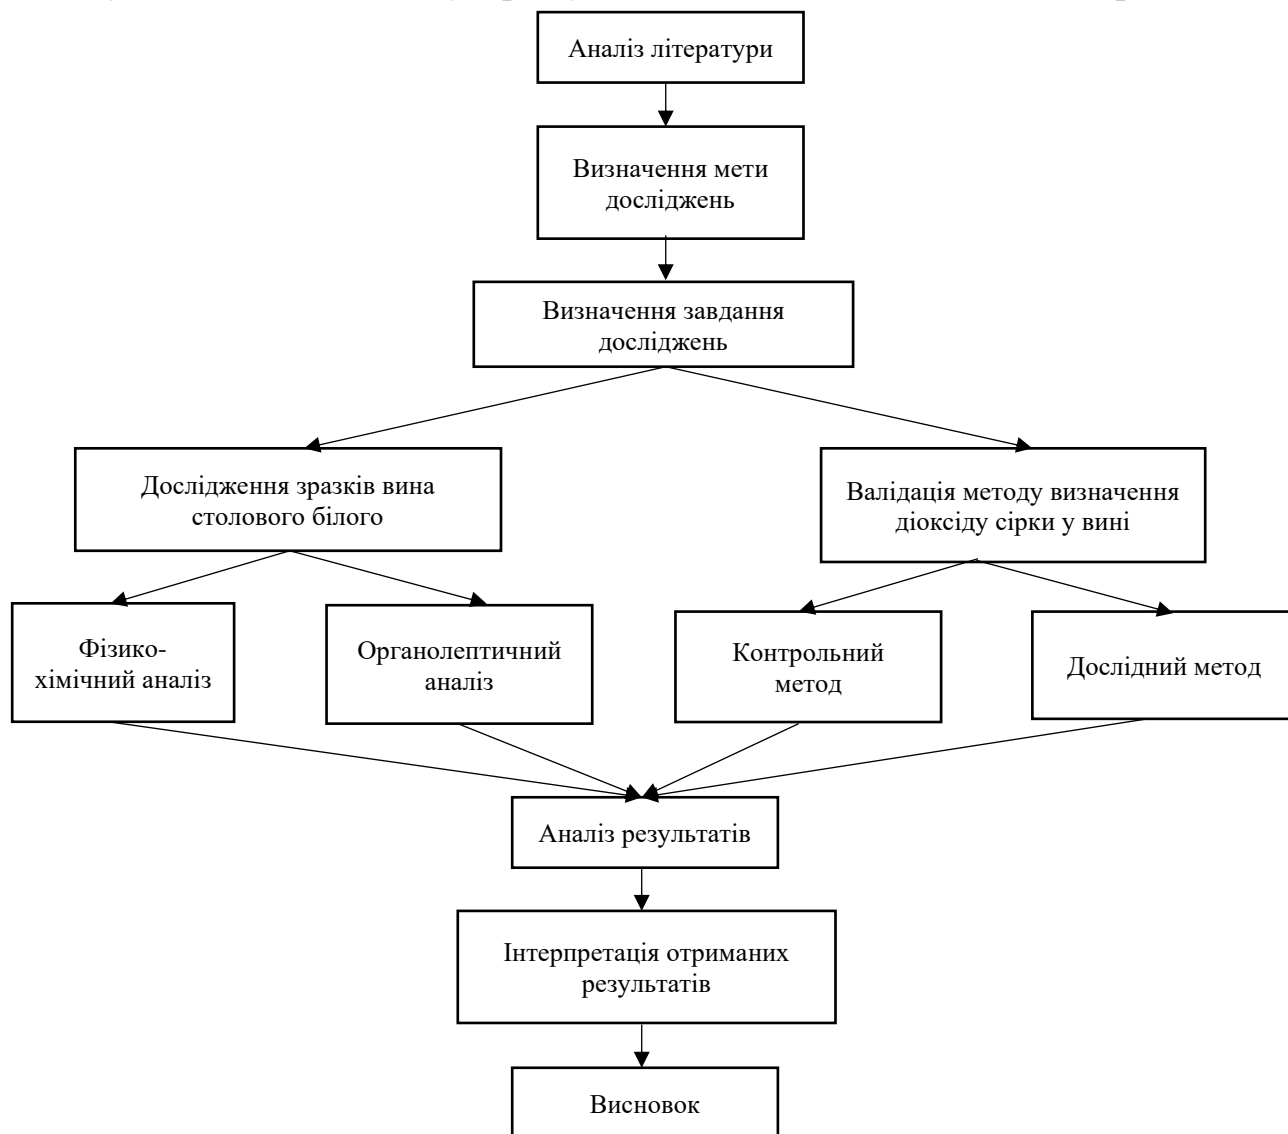 Аналіз літератури
Визначення мети
досліджень
Визначення завдання
досліджень
Дослідження зразків вина
столового білого
Валідація методу визначення
діоксиду сірки у вині
Фізико-
хімічний аналіз
Органолептичний
аналіз
Контрольний
метод
Дослідний метод
Аналіз результатів
Інтерпретація отриманих
результатів
Висновок